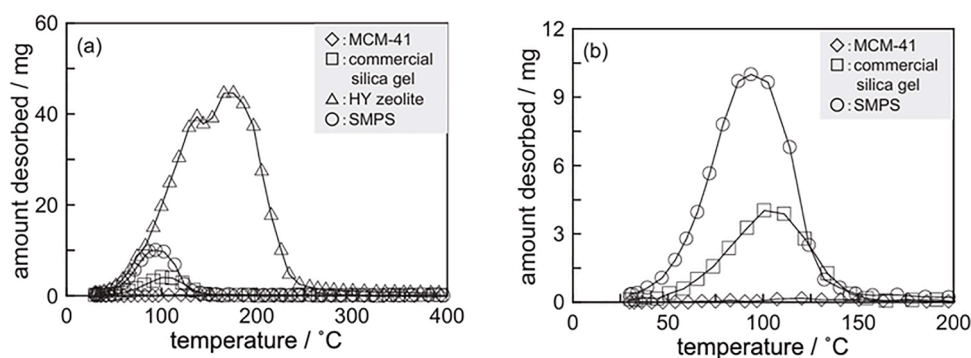 (a)
◇ : MCM-41
□ : commercial
silica gel
△ : HY zeolite
○ : SMPS
amount desorbed / mg
60
40
20
0
0 100 200 300 400
temperature / ˚C
(b)
◇ : MCM-41
□ : commercial
silica gel
○ : SMPS
amount desorbed / mg
12
9
6
3
0
0 50 100 150 200
temperature / ˚C